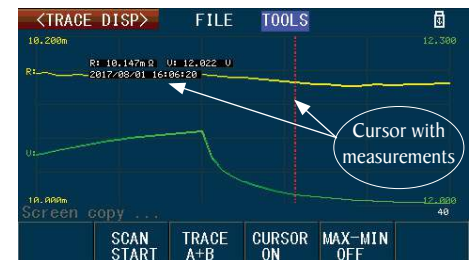 <TRACE DISP> FILE TOOLS
10.200m 12.300
R: 10.147mΩ U: 12.022 U
R: 2017/08/01 16:06:20
Cursor with
measurements
U:
10.000m 12.000
Screen copy ... 40
SCAN TRACE CURSOR MAX-MIN
START A+B ON OFF